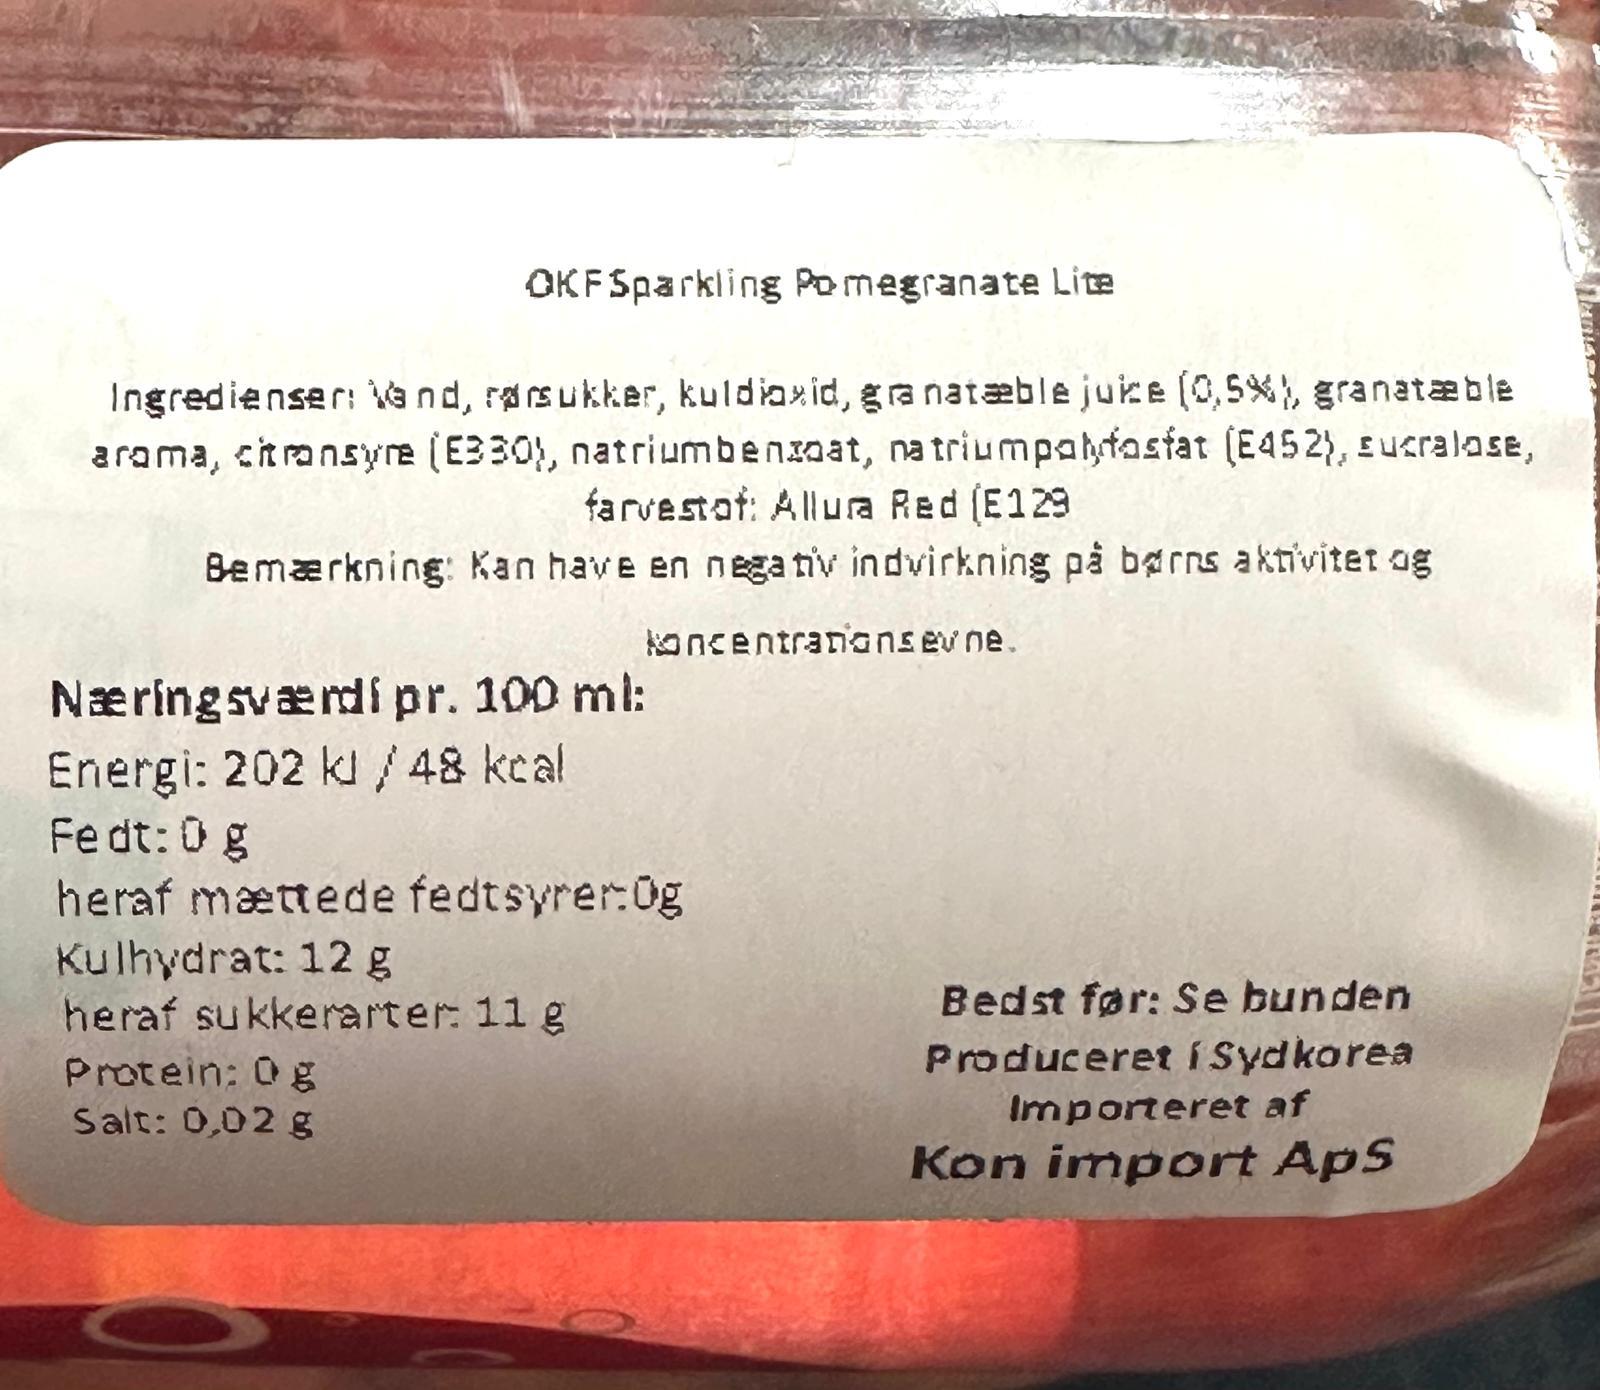 OKF Sparkling Pomegranate Lite
Ingredienser: Vand, rørsukker, kuldioxid, granatæble juice (0,5%), granatæble
aroma, citronsyre (E330), natriumbenzoat, natriumpolyfosfat (E452), sucralose,
farvestof: Allura Red (E129
Bemærkning: Kan have en negativ indvirkning på børns aktivitet og
koncentrationsevne.
Næringsværdi pr. 100 ml:
Energi: 202 kJ / 48 kcal
Fedt: 0 g
heraf mættede fedtsyrer:0g
Kulhydrat: 12 g
heraf sukkerarter: 11 g
Protein: 0 g
Salt: 0,02 g
Bedst før: Se bunden
Produceret i Sydkorea
Importeret af
Kon import ApS